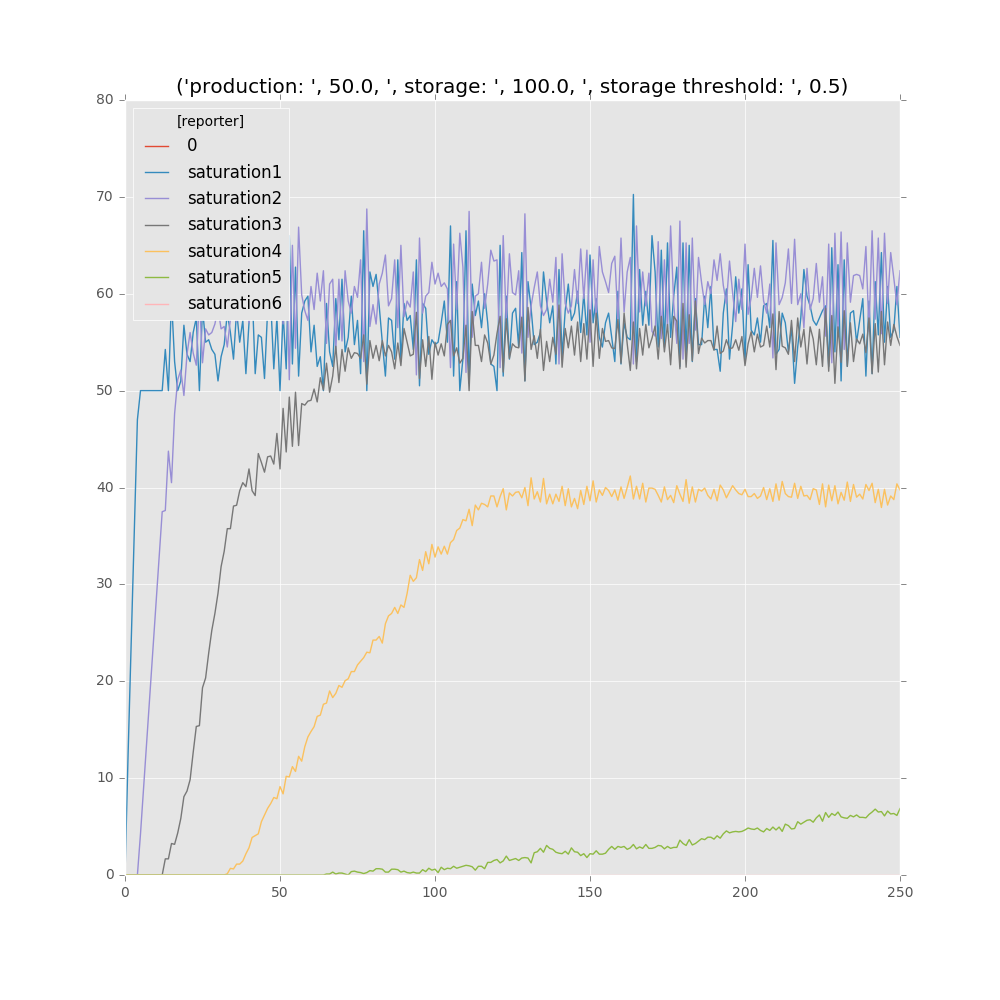 ('production: ', 50.0, ', storage: ', 100.0, ', storage threshold: ', 0.5)
80
70
60
50
40
30
20
10
0
[reporter]
0
saturation1
saturation2
saturation3
saturation4
saturation5
saturation6
0 50 100 150 200 250